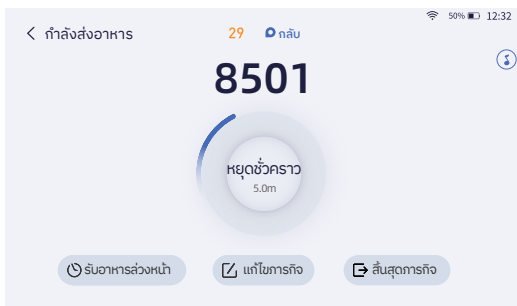 50% 12:32
กำลังส่งอาหาร 29 กลับ
8501
หยุดชั่วคราว
5.0m
รับอาหารล่วงหน้า แก้ไขภารกิจ สิ้นสุดภารกิจ